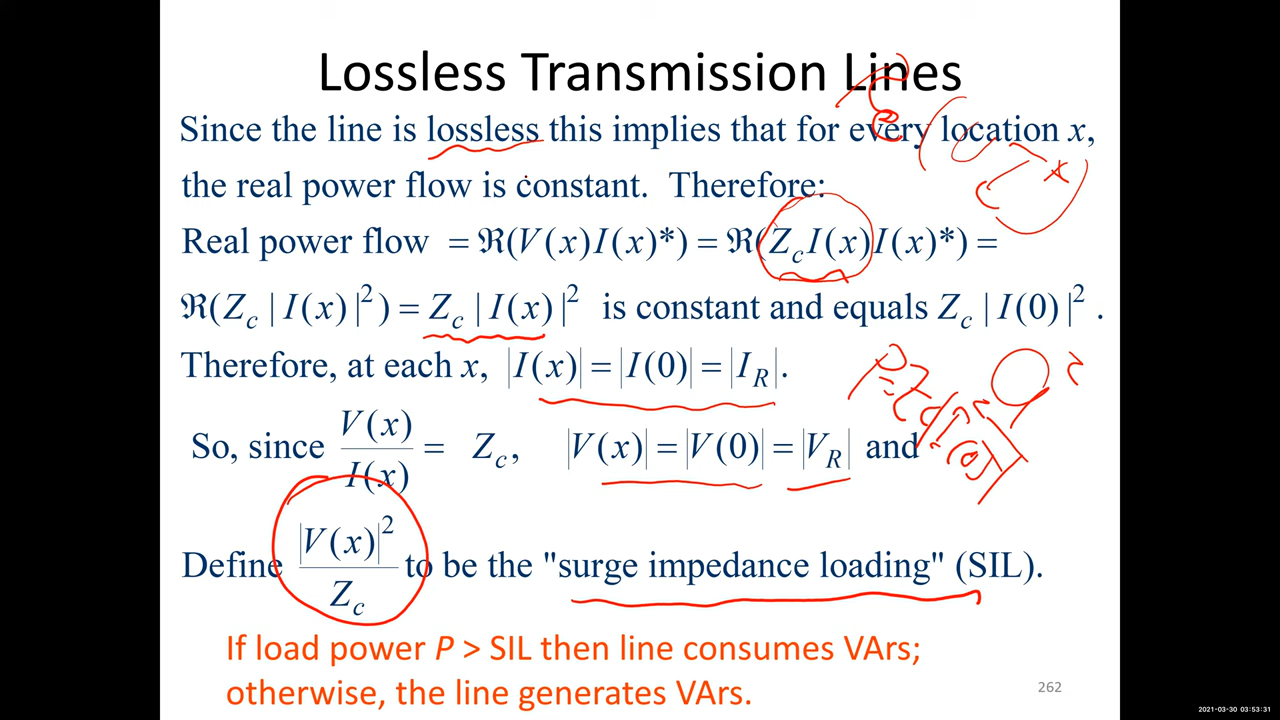 Lossless Transmission Lines
Since the line is lossless this implies that for every location x,
the real power flow is constant. Therefore:
Real power flow = ℜ(V(x)I(x)*) = ℜ(Z_c I(x)I(x)*) =
ℜ(Z_c | I(x) |²) = Z_c | I(x) |² is constant and equals Z_c | I(0) |² .
Therefore, at each x, |I(x)| = |I(0)| = |I_R|.
So, since V(x)/I(x) = Z_c, |V(x)| = |V(0)| = |V_R| and
Define |V(x)|²/Z_c to be the "surge impedance loading" (SIL).
If load power P > SIL then line consumes VArs;
otherwise, the line generates VArs.
262
2021-03-30 03:53:31